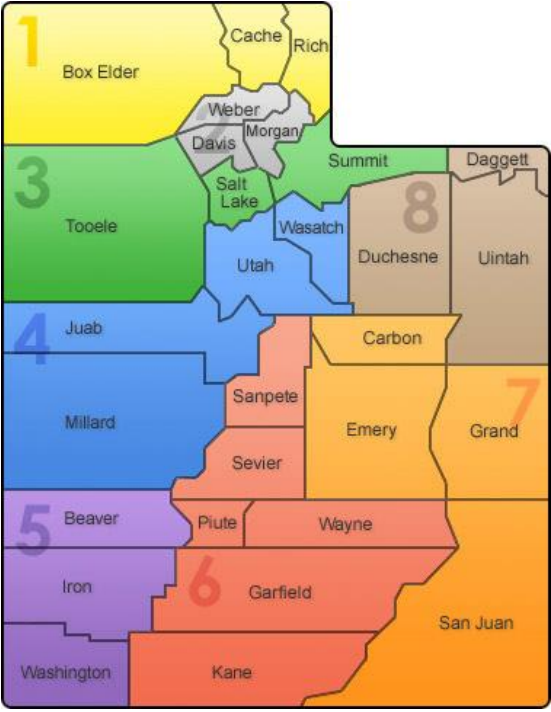 1
Cache
Rich
Box Elder
Weber
2
Davis
Morgan
3
Summit
Daggett
Salt
Lake
8
Tooele
Wasatch
Duchesne
Uintah
Utah
4
Juab
Carbon
Sanpete
7
Millard
Emery
Grand
Sevier
5
Beaver
Piute
Wayne
Iron
6
Garfield
San Juan
Washington
Kane